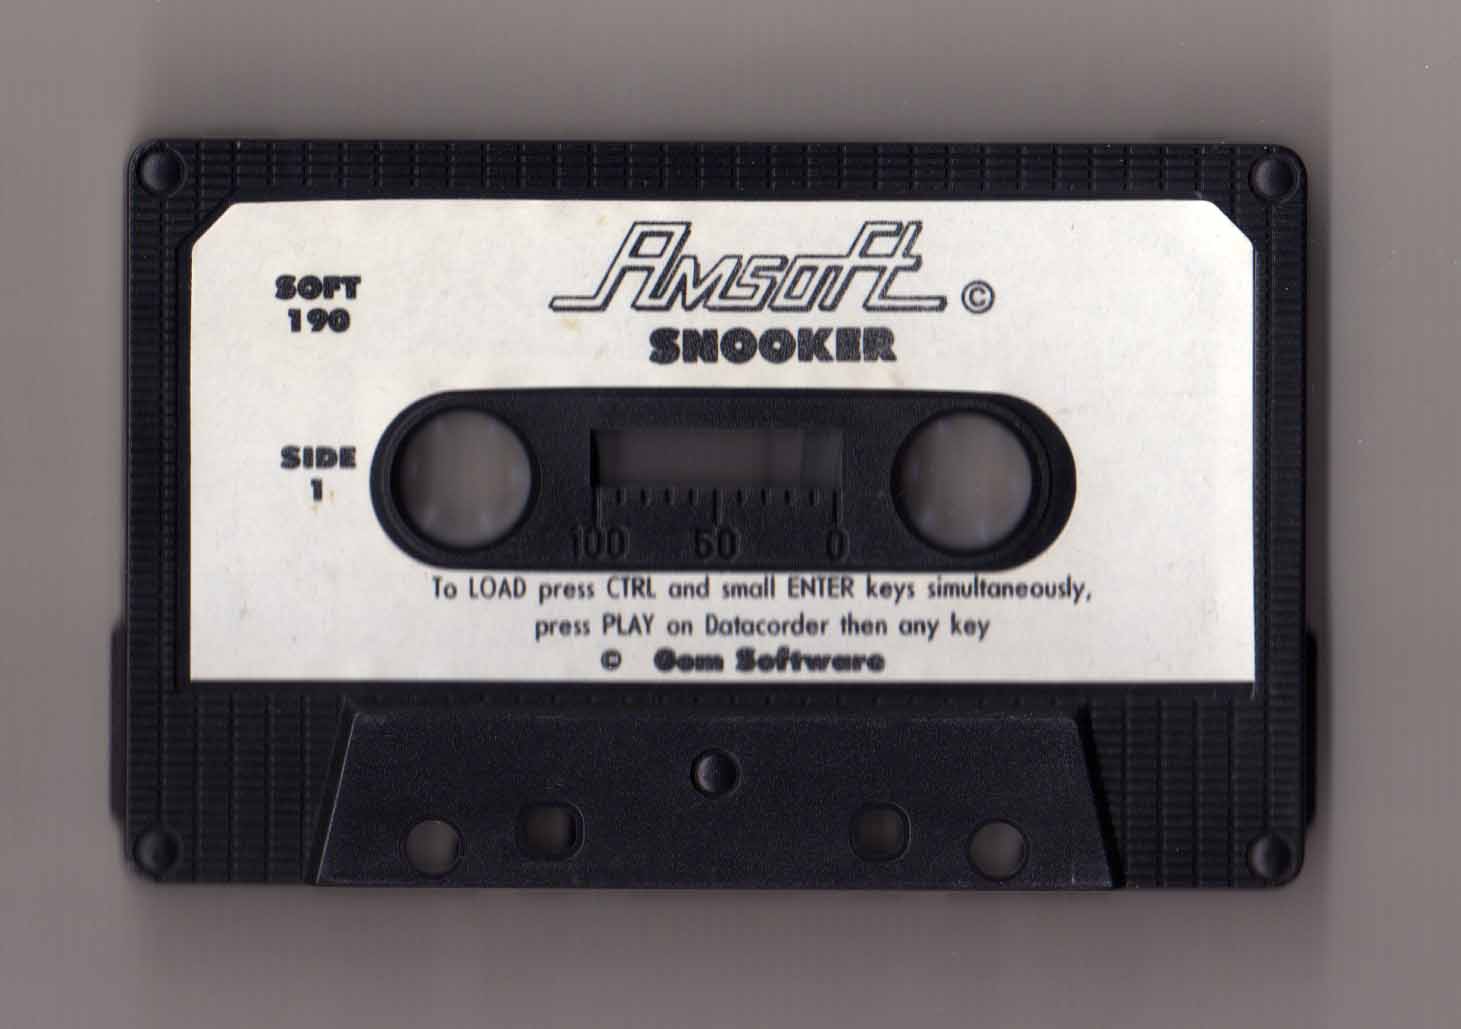 Amsoft ©
SOFT
190
SNOOKER
SIDE
1
100 50 0
To LOAD press CTRL and small ENTER keys simultaneously,
press PLAY on Datacorder then any key
© Gem Software